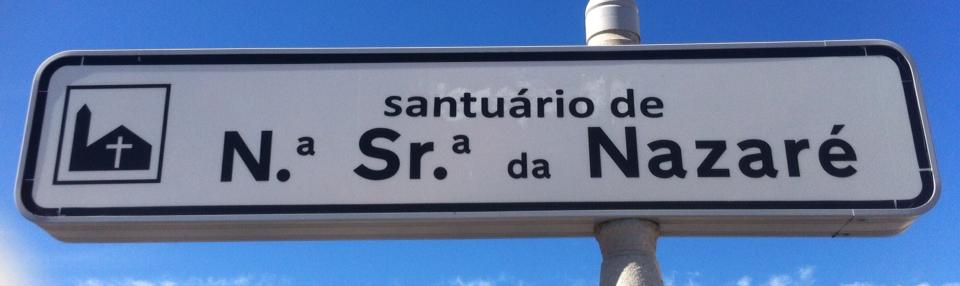 santuário de
N.ª Sr.ª da Nazaré